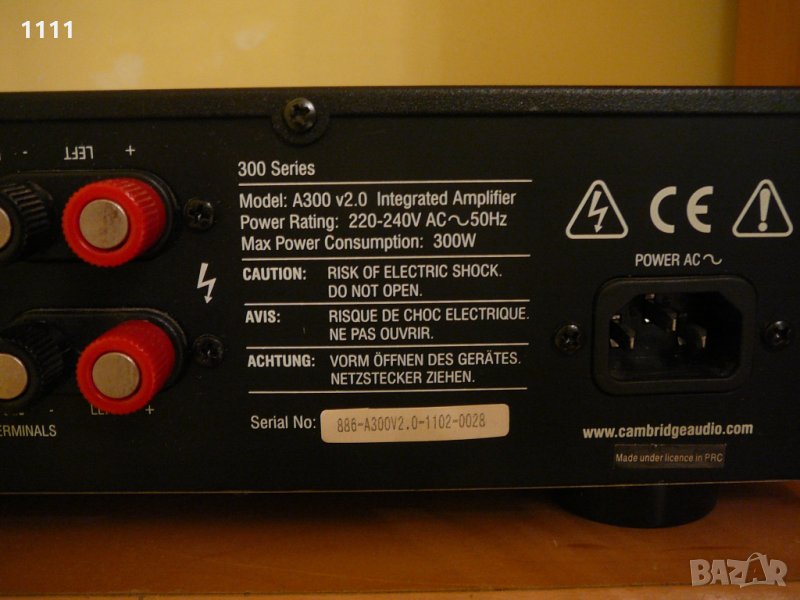 1111
- LEFT +
300 Series
Model: A300 v2.0 Integrated Amplifier
Power Rating: 220-240V AC~50Hz
Max Power Consumption: 300W
CAUTION: RISK OF ELECTRIC SHOCK.
DO NOT OPEN.
AVIS: RISQUE DE CHOC ELECTRIQUE.
NE PAS OUVRIR.
ACHTUNG: VORM ÖFFNEN DES GERÄTES.
NETZSTECKER ZIEHEN.
Serial No: 886-A300V2.0-1102-0028
CE
POWER AC~
www.cambridgeaudio.com
Made under licence in PRC
- +
BAZAR